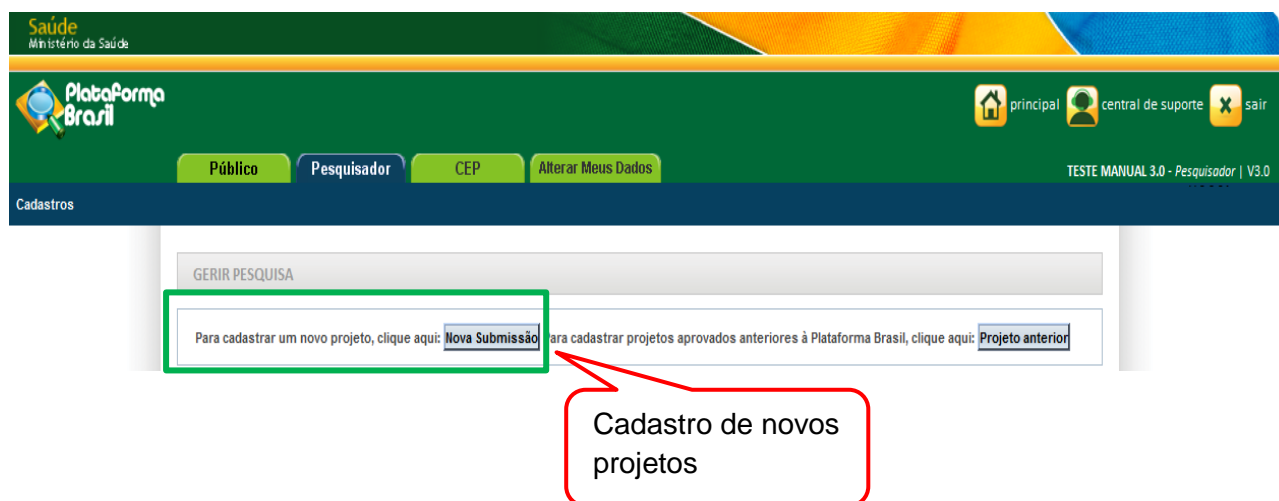 Saúde
Ministério da Saúde
Plataforma
Brasil
principal central de suporte sair
Público Pesquisador CEP Alterar Meus Dados
TESTE MANUAL 3.0 - Pesquisador | V3.0
Cadastros
GERIR PESQUISA
Para cadastrar um novo projeto, clique aqui: Nova Submissão Para cadastrar projetos aprovados anteriores à Plataforma Brasil, clique aqui: Projeto anterior
Cadastro de novos
projetos